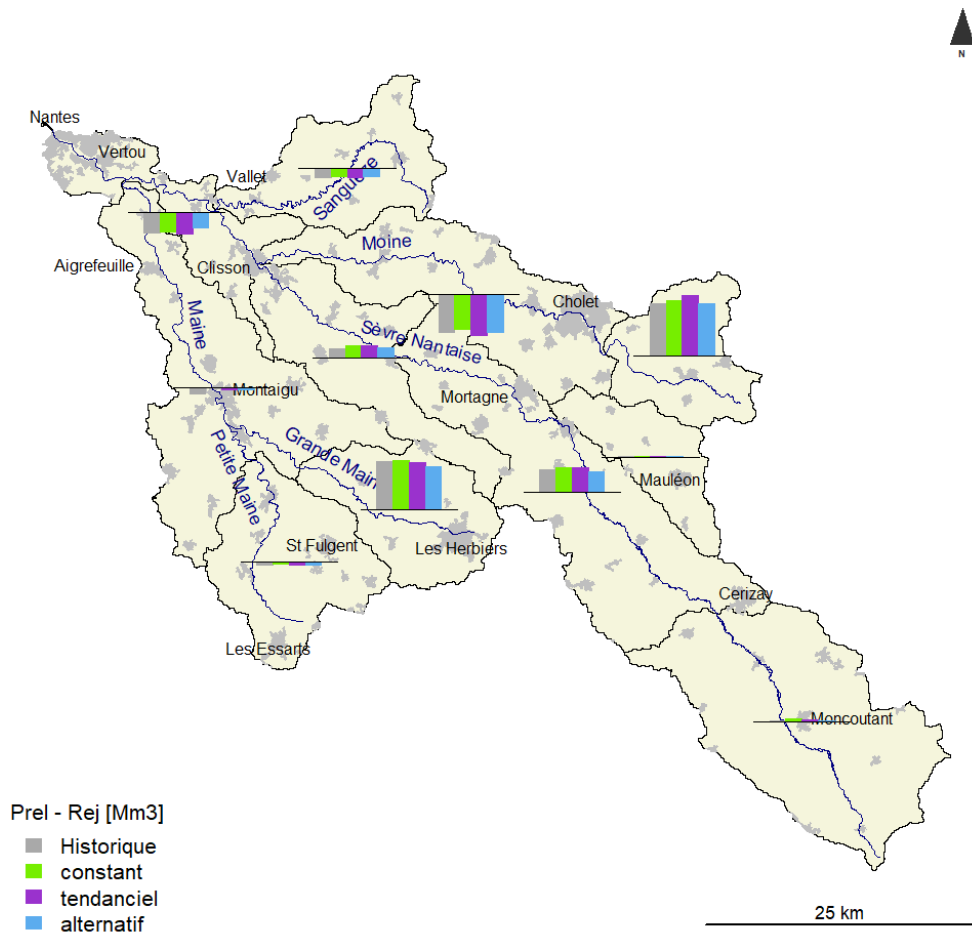 N
Nantes
Vertou
Vallet
Sanguèze
Moine
Aigrefeuille
Clisson
Cholet
Maine
Sèvre Nantaise
Montaigu
Mortagne
Petite Maine
Grande Main
Mauléon
St Fulgent
Les Herbiers
Cerizay
Les Essarts
Moncoutant
Prel - Rej [Mm3]
Historique
constant
tendanciel
alternatif
25 km